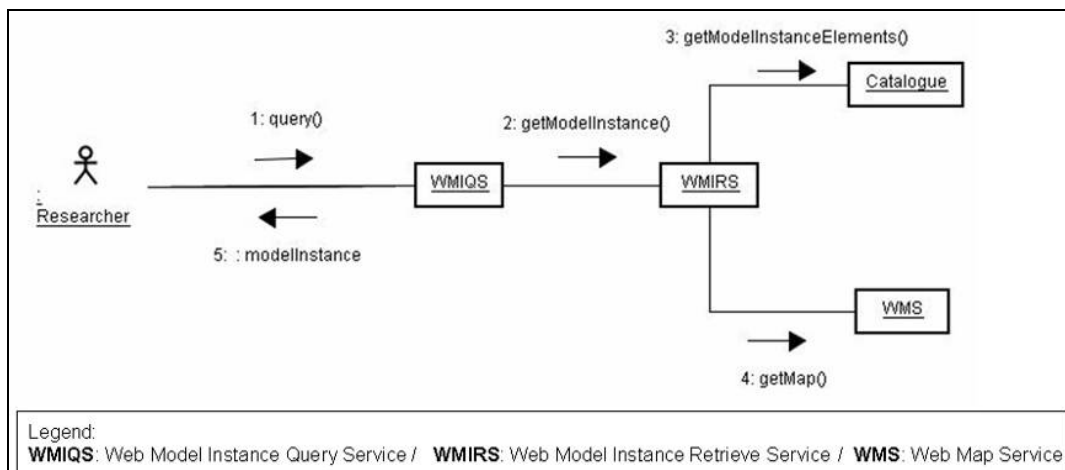 3: getModelInstanceElements()
Catalogue
1: query()
2: getModelInstance()
WMIQS
WMIRS
:
Researcher
5: : modelInstance
WMS
4: getMap()
Legend:
WMIQS: Web Model Instance Query Service / WMIRS: Web Model Instance Retrieve Service / WMS: Web Map Service